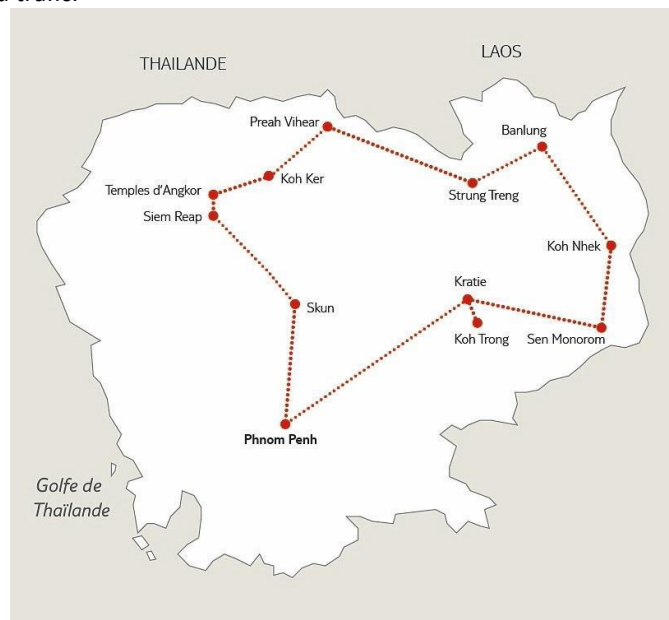 THAILANDE
LAOS
Preah Vihear
Banlung
Koh Ker
Temples d'Angkor
Strung Treng
Siem Reap
Koh Nhek
Kratie
Skun
Koh Trong
Sen Monorom
Phnom Penh
Golfe de
Thaïlande